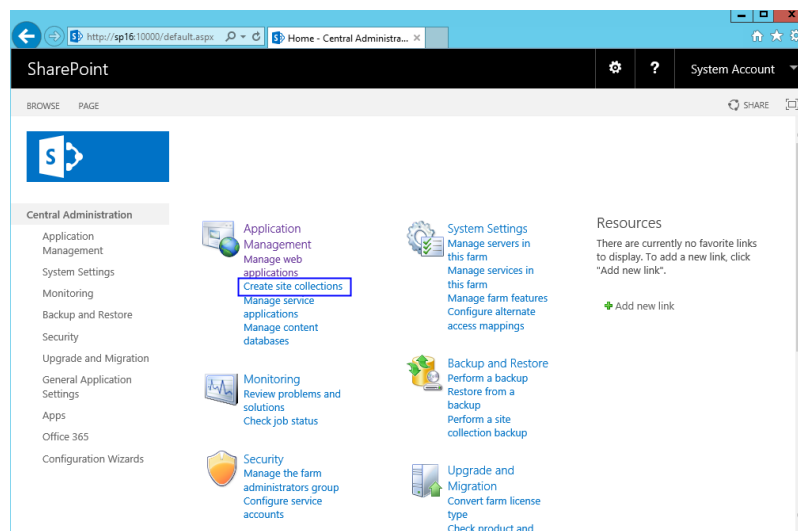 http://sp16:10000/default.aspx
Home - Central Administra...
SharePoint
?
System Account
BROWSE PAGE
SHARE
S
Central Administration
Application
Management
System Settings
Monitoring
Backup and Restore
Security
Upgrade and Migration
General Application
Settings
Apps
Office 365
Configuration Wizards
Application
Management
Manage web
applications
Create site collections
Manage service
applications
Manage content
databases
Monitoring
Review problems and
solutions
Check job status
Security
Manage the farm
administrators group
Configure service
accounts
System Settings
Manage servers in
this farm
Manage services in
this farm
Manage farm features
Configure alternate
access mappings
Backup and Restore
Perform a backup
Restore from a
backup
Perform a site
collection backup
Upgrade and
Migration
Convert farm license
type
Check product and
Resources
There are currently no favorite links
to display. To add a new link, click
"Add new link".
Add new link